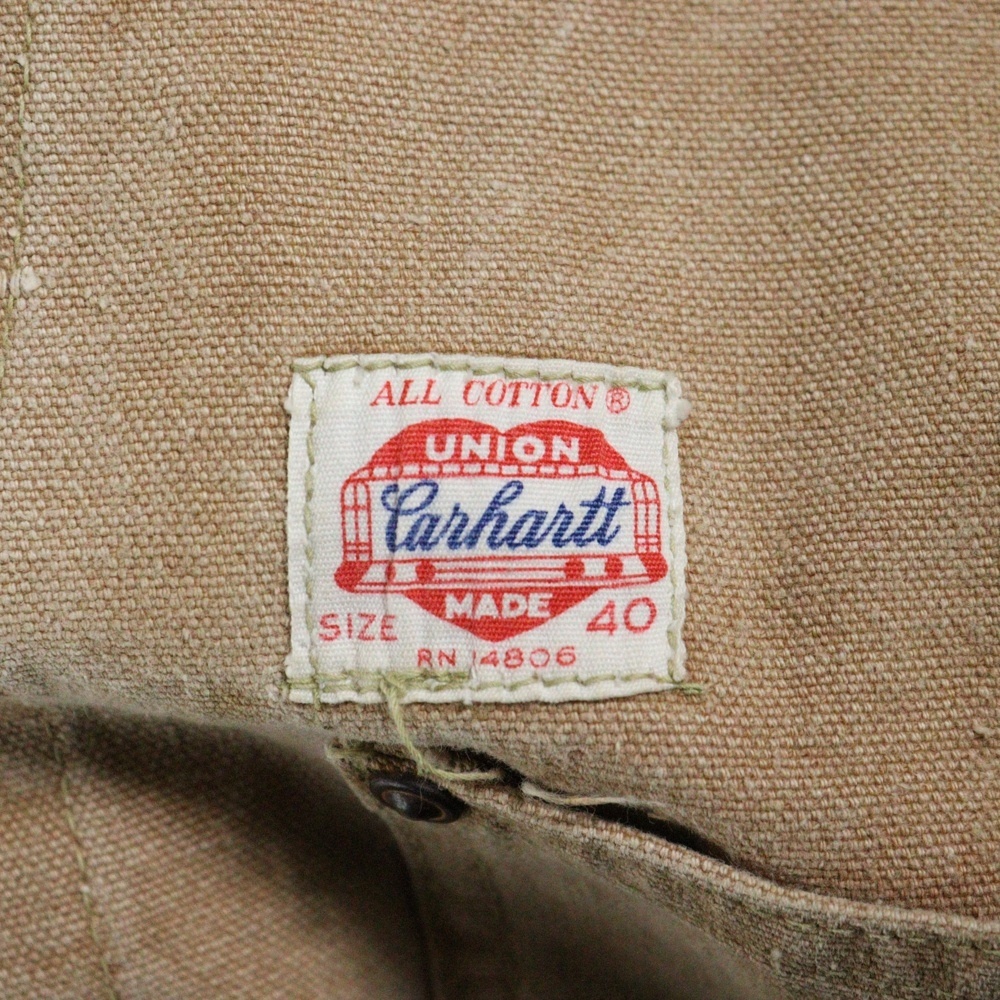 ALL COTTON ®
UNION
Carhartt
MADE
SIZE 40
RN 14806